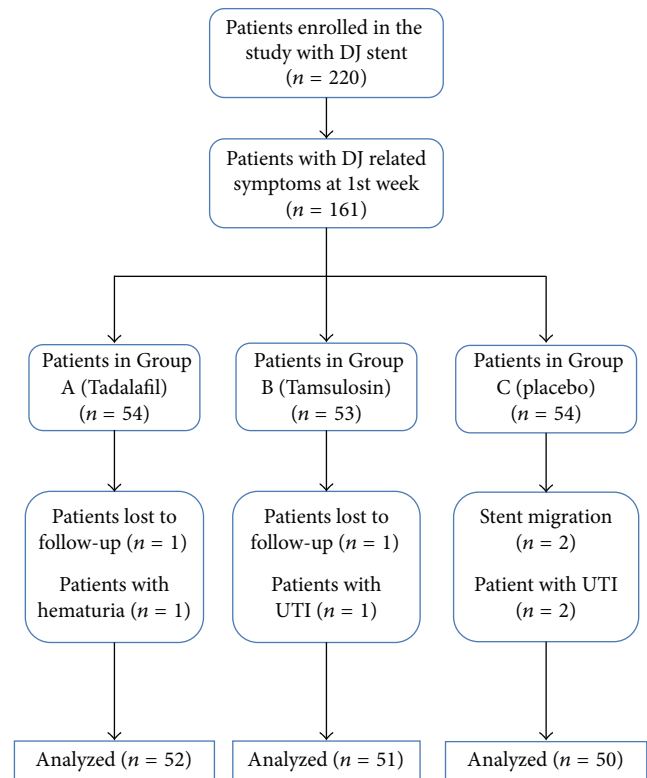 Patients enrolled in the
study with DJ stent
(n = 220)
Patients with DJ related
symptoms at 1st week
(n = 161)
Patients in Group
A (Tadalafil)
(n = 54)
Patients in Group
B (Tamsulosin)
(n = 53)
Patients in Group
C (placebo)
(n = 54)
Patients lost to
follow-up (n = 1)
Patients with
hematuria (n = 1)
Patients lost to
follow-up (n = 1)
Patients with
UTI (n = 1)
Stent migration
(n = 2)
Patient with UTI
(n = 2)
Analyzed (n = 52)
Analyzed (n = 51)
Analyzed (n = 50)